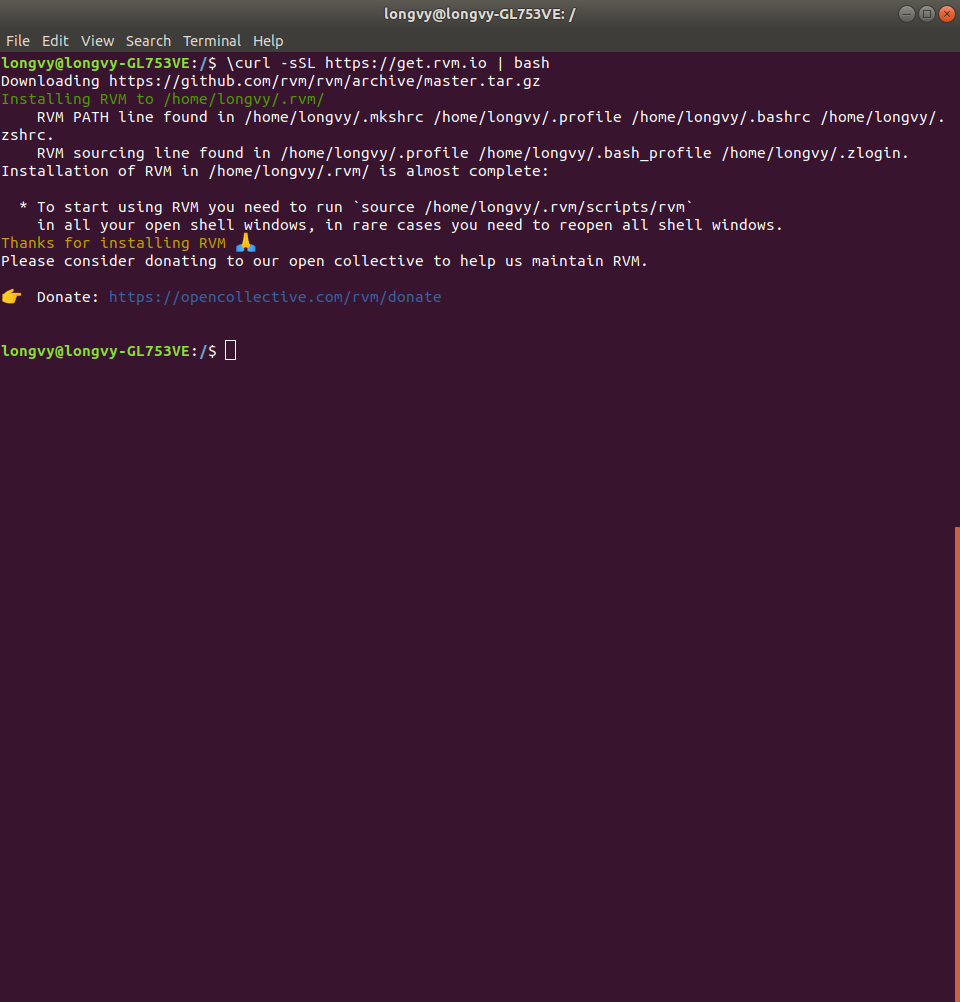 longvy@longvy-GL753VE: /
File Edit View Search Terminal Help
longvy@longvy-GL753VE:/$ \curl -sSL https://get.rvm.io | bash
Downloading https://github.com/rvm/rvm/archive/master.tar.gz
Installing RVM to /home/longvy/.rvm/
    RVM PATH line found in /home/longvy/.mkshrc /home/longvy/.profile /home/longvy/.bashrc /home/longvy/.
zshrc.
    RVM sourcing line found in /home/longvy/.profile /home/longvy/.bash_profile /home/longvy/.zlogin.
Installation of RVM in /home/longvy/.rvm/ is almost complete:
  * To start using RVM you need to run `source /home/longvy/.rvm/scripts/rvm`
    in all your open shell windows, in rare cases you need to reopen all shell windows.
Thanks for installing RVM 🙏
Please consider donating to our open collective to help us maintain RVM.
👉  Donate: https://opencollective.com/rvm/donate
longvy@longvy-GL753VE:/$